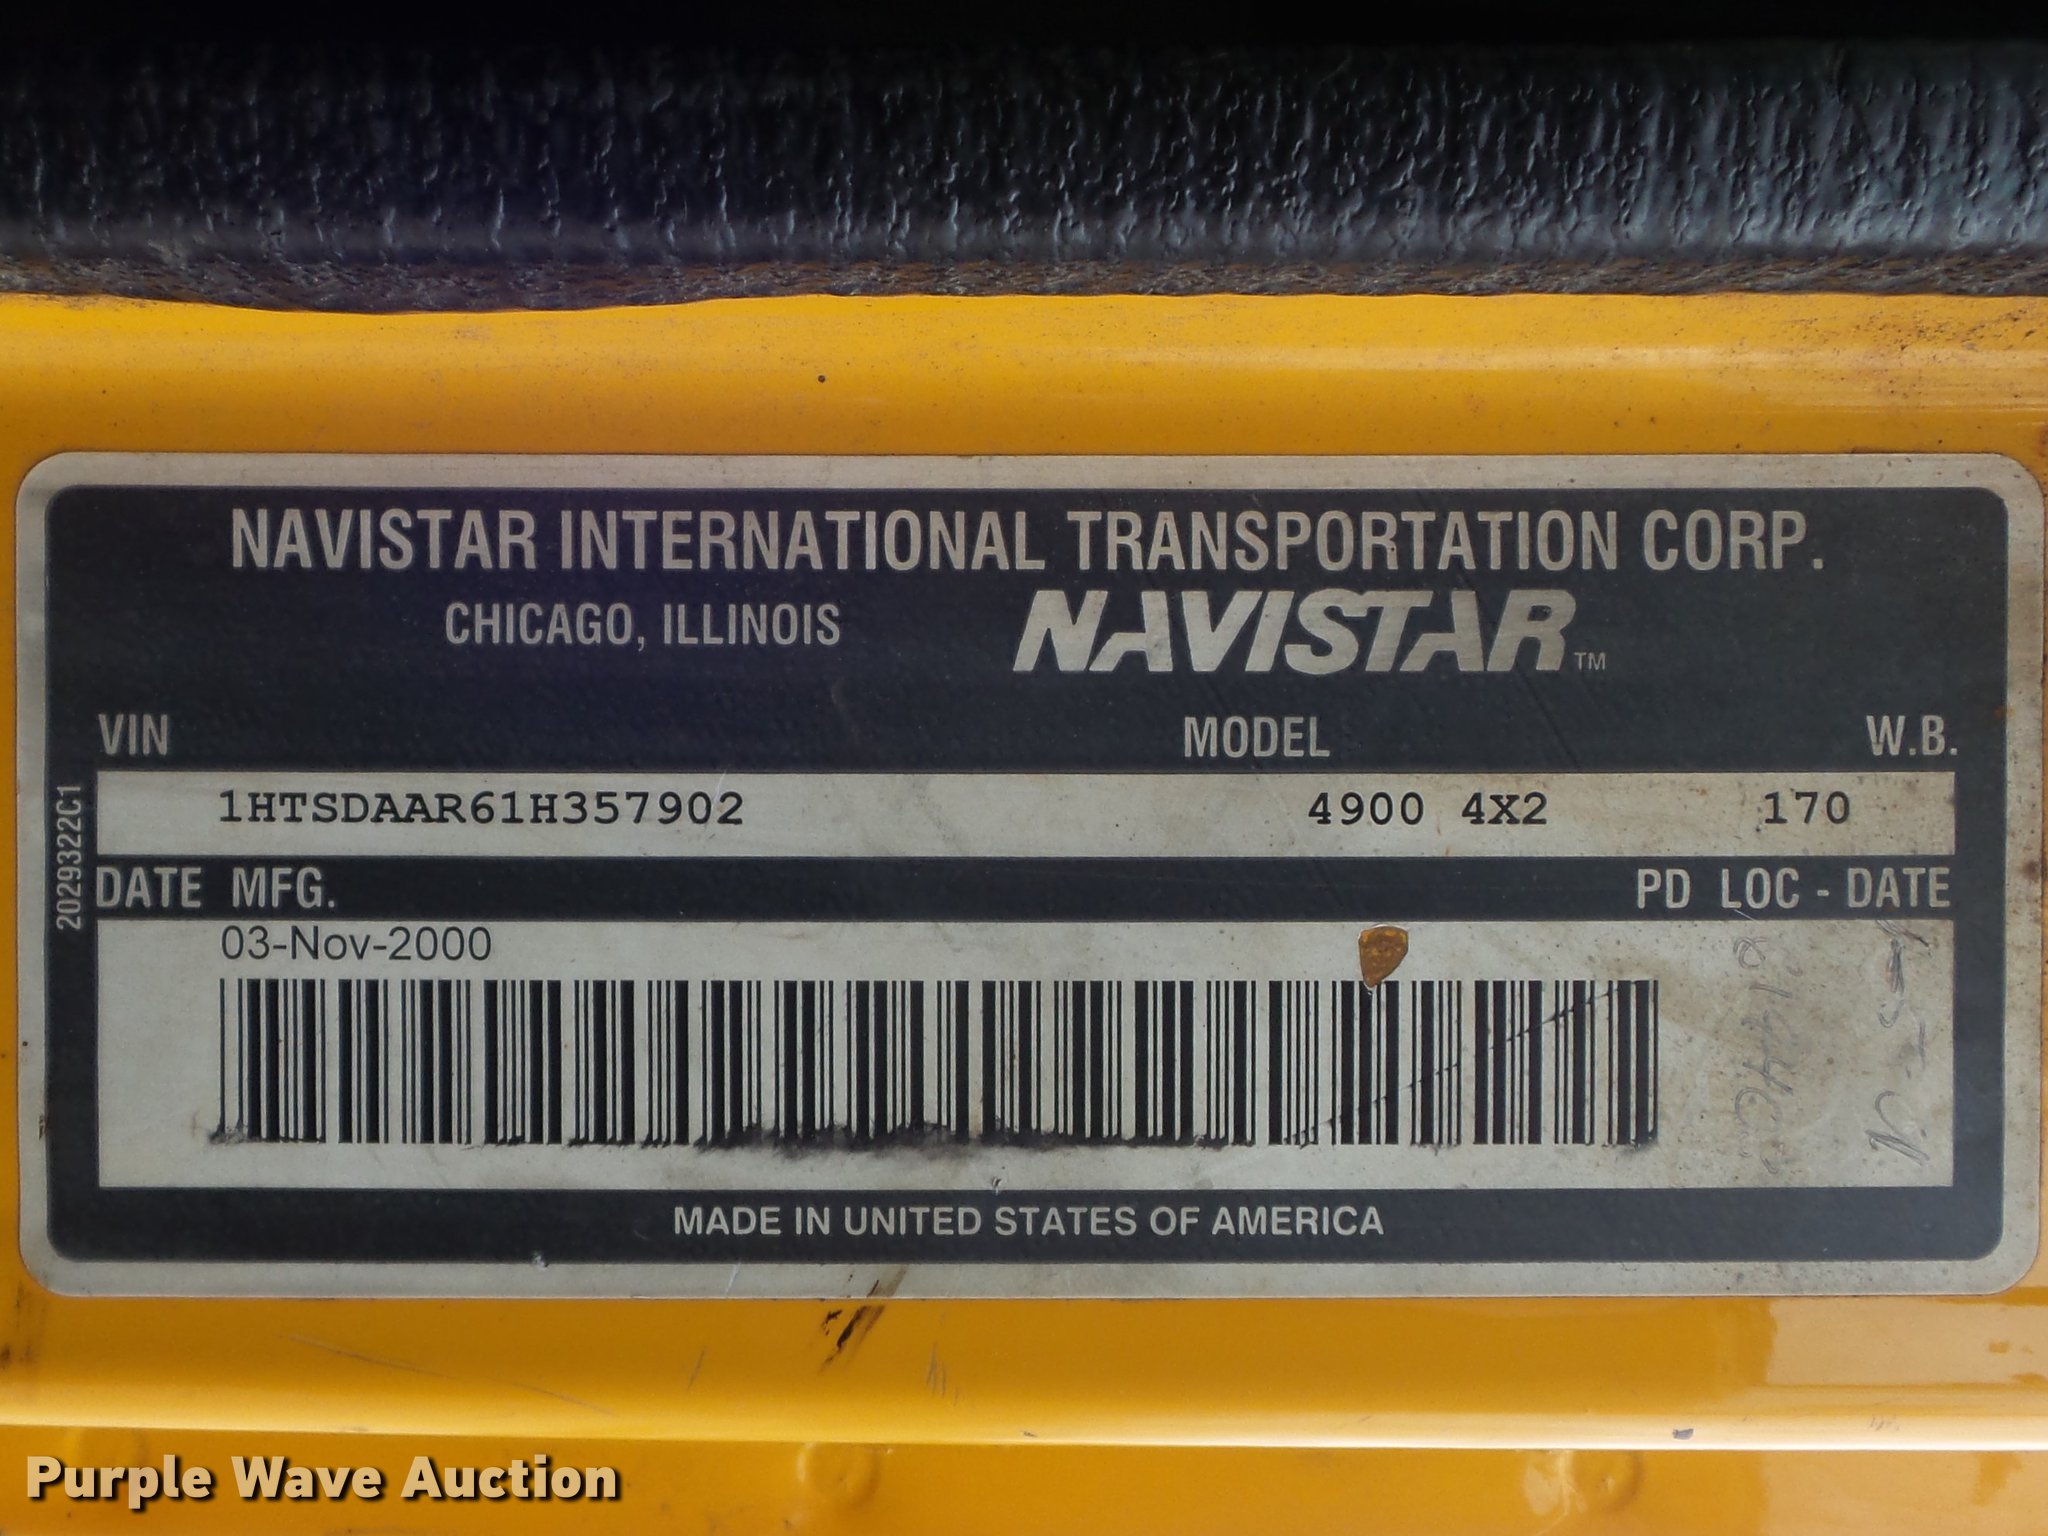 NAVISTAR INTERNATIONAL TRANSPORTATION CORP.
CHICAGO, ILLINOIS
NAVISTAR™
VIN
MODEL
W.B.
1HTSDAAR61H357902
4900 4X2
170
2029322C1
DATE MFG.
PD LOC - DATE
03-Nov-2000
MADE IN UNITED STATES OF AMERICA
Purple Wave Auction